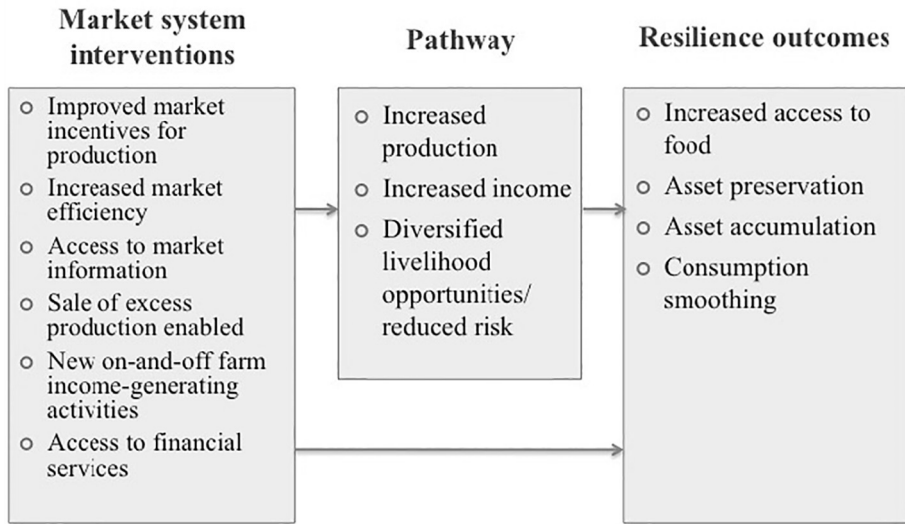 Market system
interventions
Pathway
Resilience outcomes
Improved market
incentives for
production
Increased market
efficiency
Access to market
information
Sale of excess
production enabled
New on-and-off farm
income-generating
activities
Access to financial
services
Increased
production
Increased income
Diversified
livelihood
opportunities/
reduced risk
Increased access to
food
Asset preservation
Asset accumulation
Consumption
smoothing